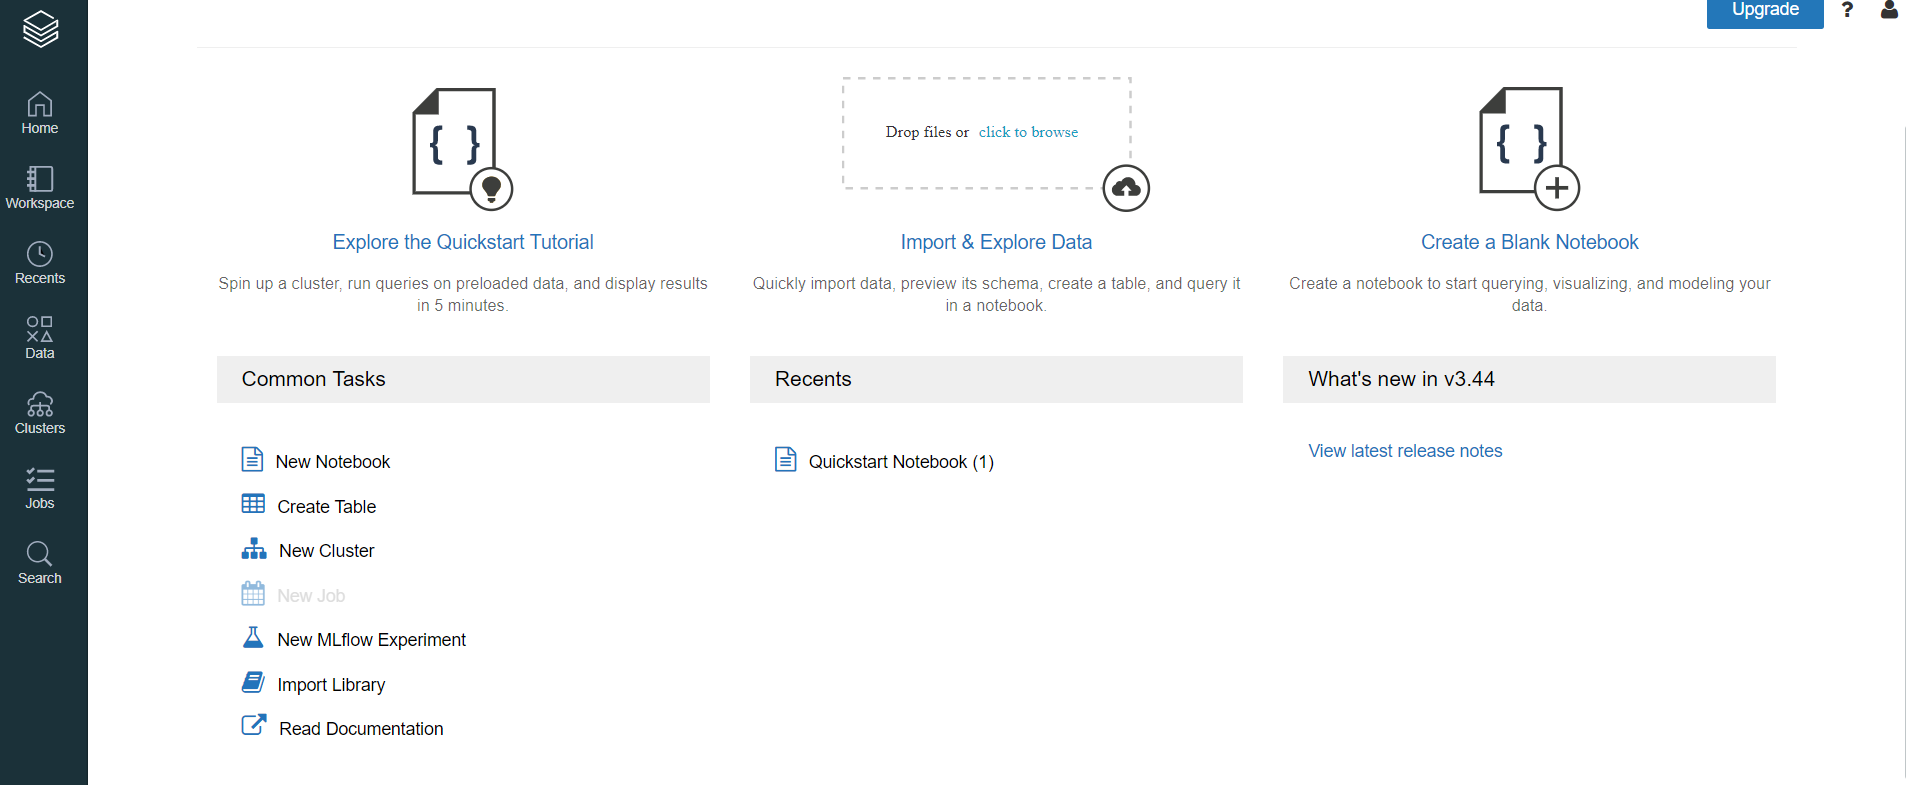 Upgrade
?
Home
Workspace
Recents
Data
Clusters
Jobs
Search
{ }
Drop files or click to browse
{ }
Explore the Quickstart Tutorial
Spin up a cluster, run queries on preloaded data, and display results
in 5 minutes.
Import & Explore Data
Quickly import data, preview its schema, create a table, and query it
in a notebook.
Create a Blank Notebook
Create a notebook to start querying, visualizing, and modeling your
data.
Common Tasks
New Notebook
Create Table
New Cluster
New Job
New MLflow Experiment
Import Library
Read Documentation
Recents
Quickstart Notebook (1)
What's new in v3.44
View latest release notes